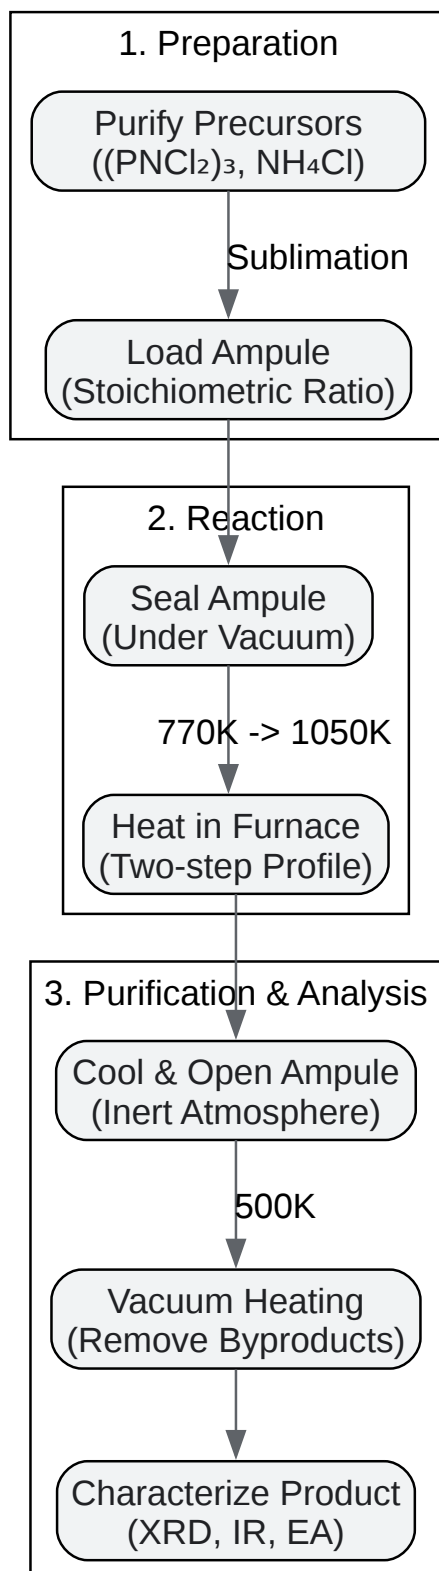 1. Preparation
Purify Precursors
((PNCl₂)₃, NH₄Cl)
Sublimation
Load Ampule
(Stoichiometric Ratio)
2. Reaction
Seal Ampule
(Under Vacuum)
770K -> 1050K
Heat in Furnace
(Two-step Profile)
3. Purification & Analysis
Cool & Open Ampule
(Inert Atmosphere)
500K
Vacuum Heating
(Remove Byproducts)
Characterize Product
(XRD, IR, EA)